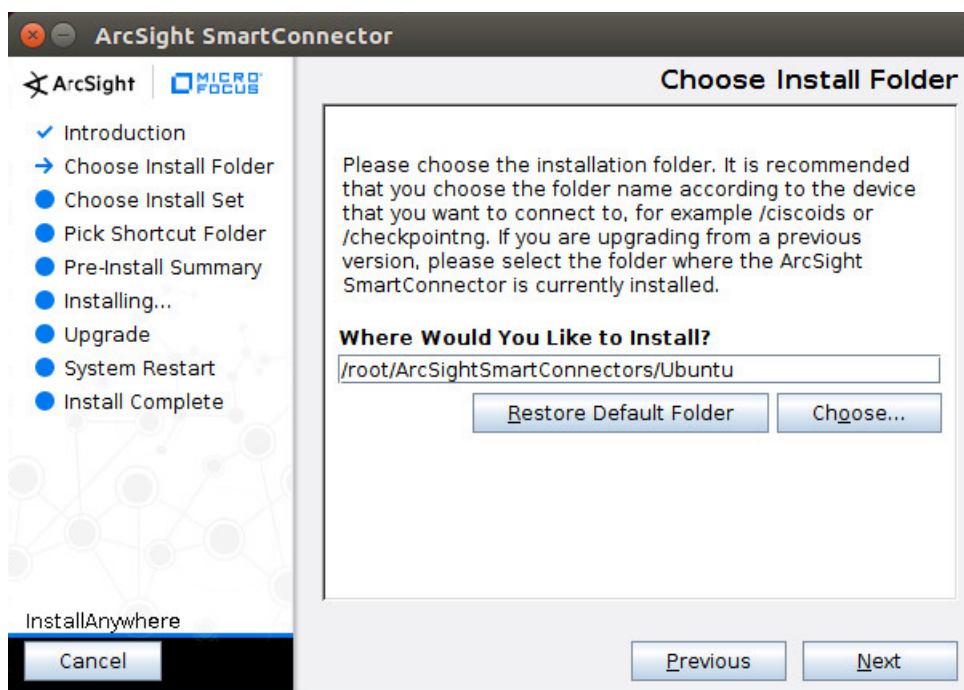 ArcSight SmartConnector
ArcSight
MICRO
FOCUS
Choose Install Folder
Introduction
Choose Install Folder
Choose Install Set
Pick Shortcut Folder
Pre-Install Summary
Installing...
Upgrade
System Restart
Install Complete
Please choose the installation folder. It is recommended
that you choose the folder name according to the device
that you want to connect to, for example /ciscoids or
/checkpointng. If you are upgrading from a previous
version, please select the folder where the ArcSight
SmartConnector is currently installed.
Where Would You Like to Install?
/root/ArcSightSmartConnectors/Ubuntu
Restore Default Folder
Choose...
InstallAnywhere
Cancel
Previous
Next